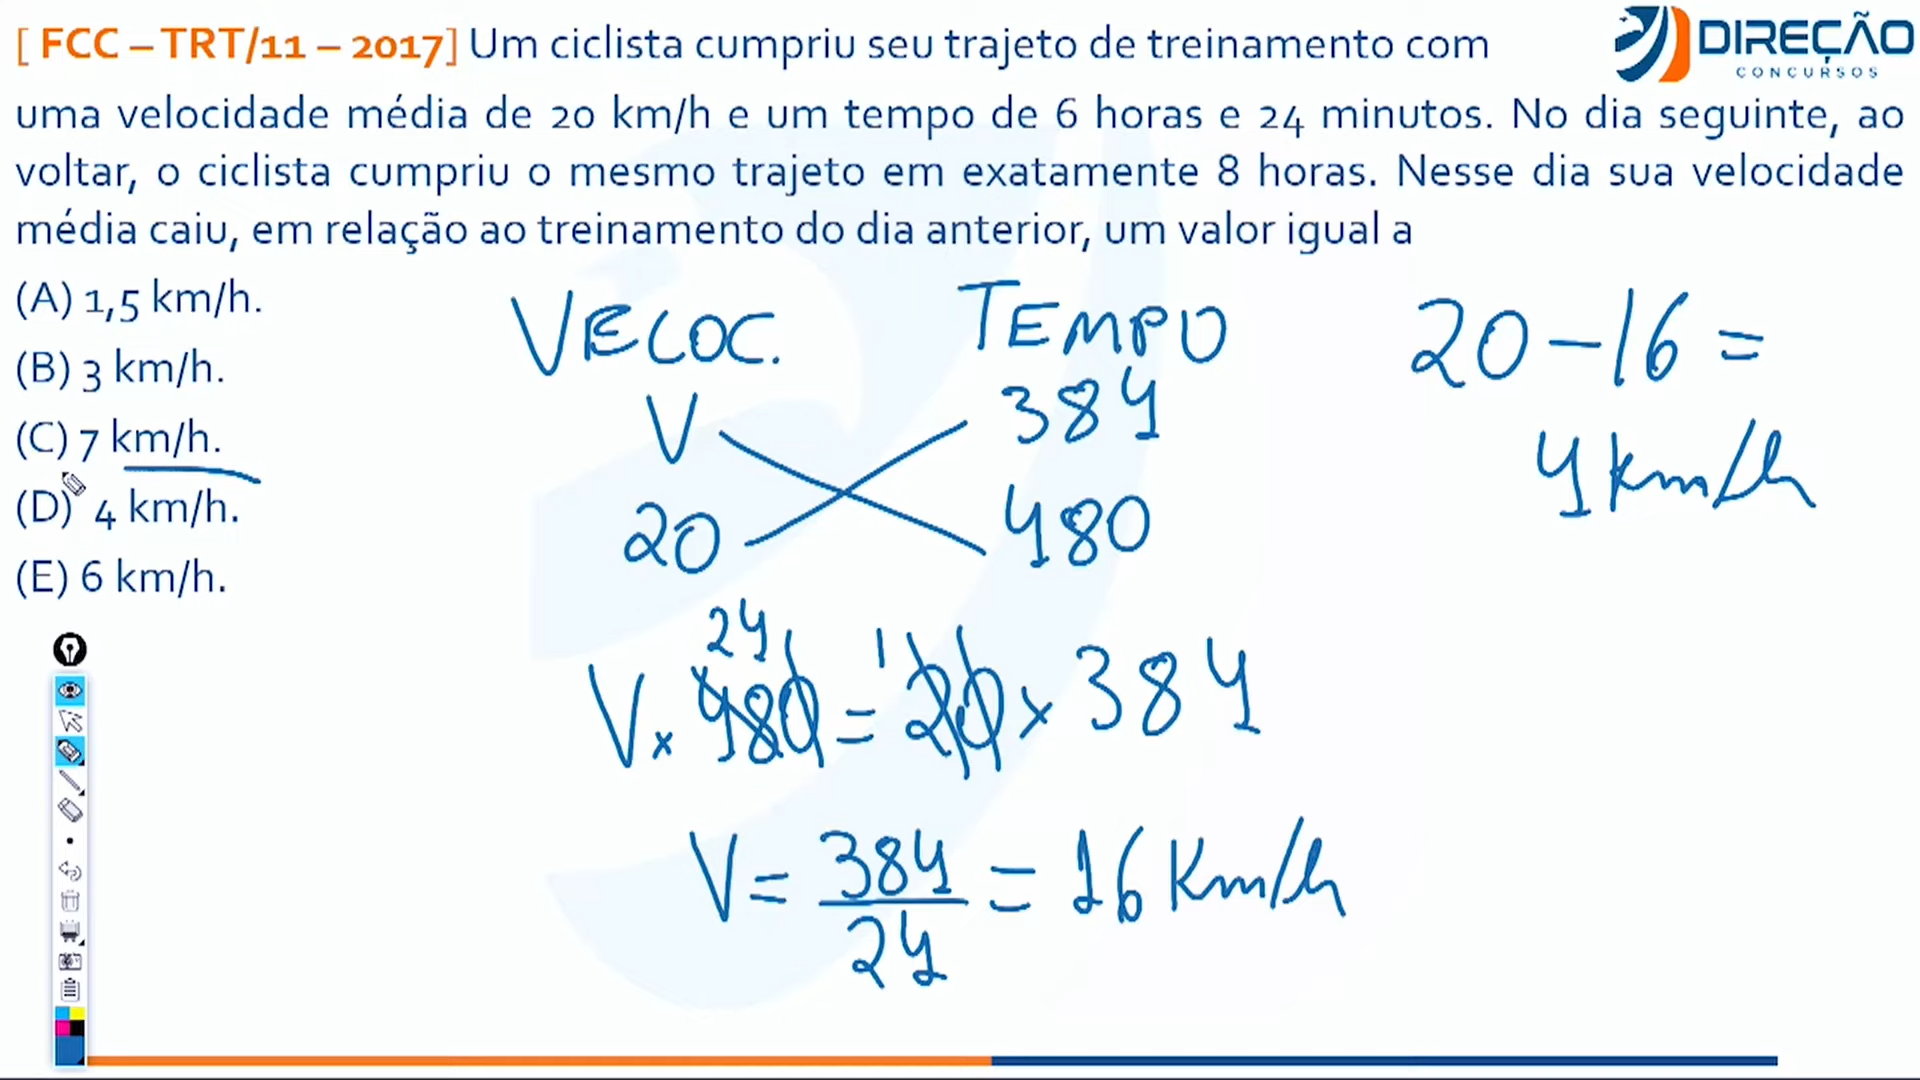 [ FCC – TRT/11 – 2017] Um ciclista cumpriu seu trajeto de treinamento com
uma velocidade média de 20 km/h e um tempo de 6 horas e 24 minutos. No dia seguinte, ao
voltar, o ciclista cumpriu o mesmo trajeto em exatamente 8 horas. Nesse dia sua velocidade
média caiu, em relação ao treinamento do dia anterior, um valor igual a
(A) 1,5 km/h.
(B) 3 km/h.
(C) 7 km/h.
(D) 4 km/h.
(E) 6 km/h.
DIREÇÃO
CONCURSOS
VELOC. TEMPO
V 384
20 480
24 1
V × 480 = 20 × 384
V = 384/24 = 16 Km/h
20 – 16 =
4 km/h